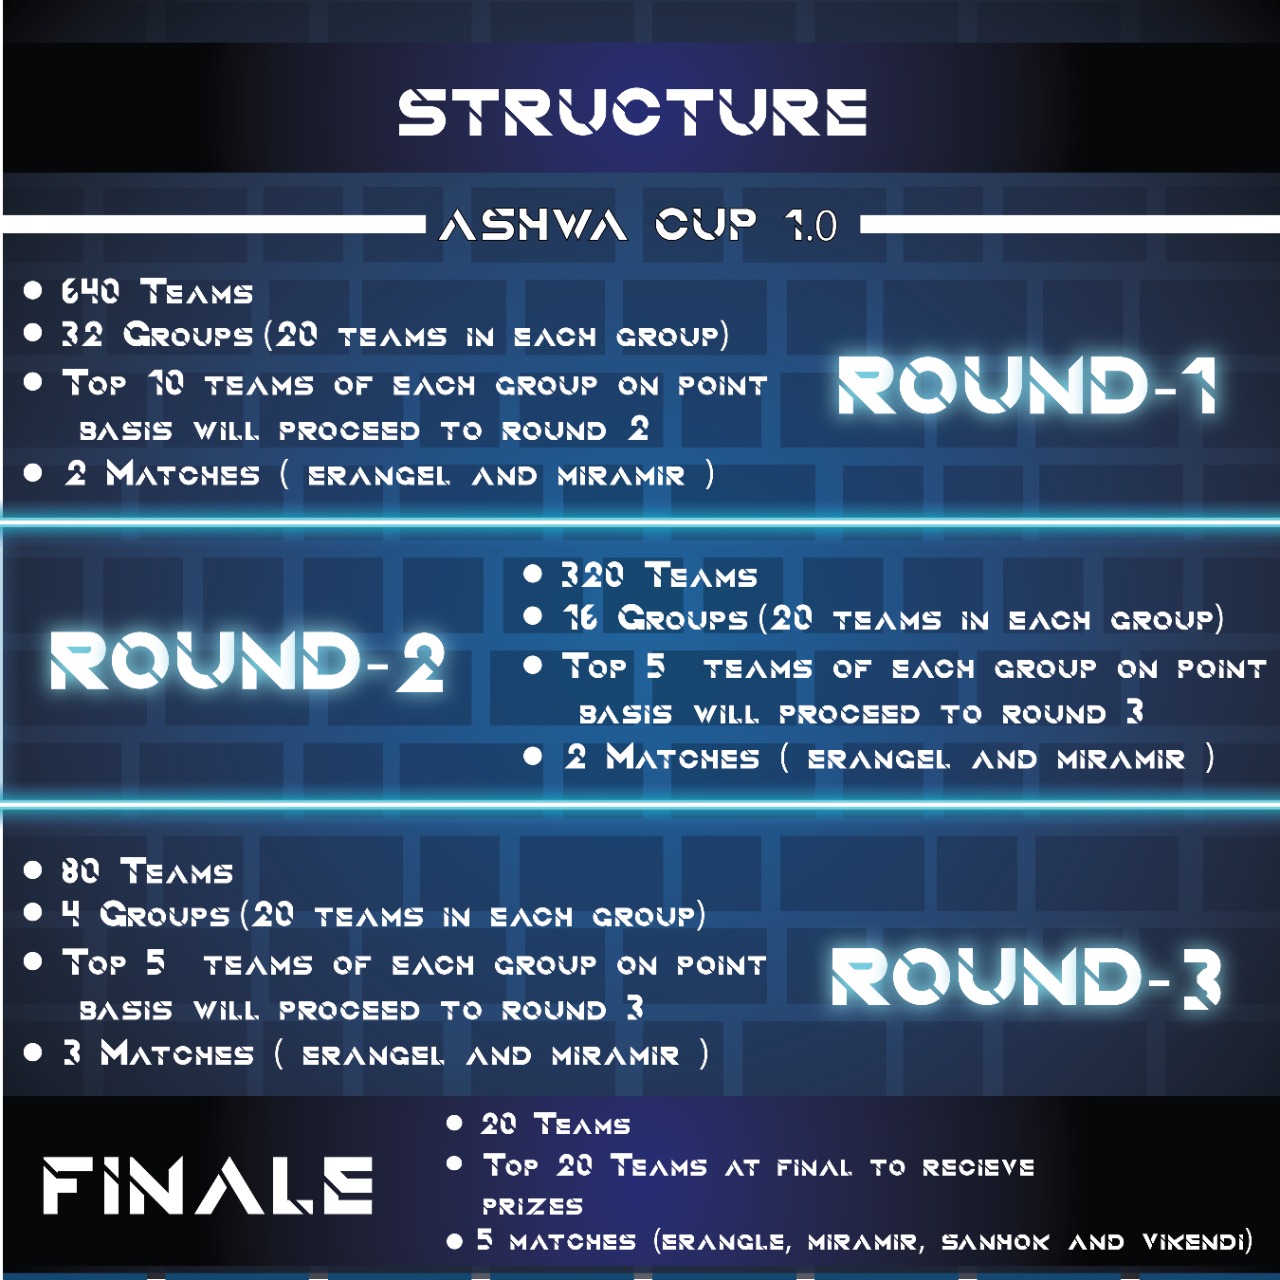 STRUCTURE
ASHWA CUP 1.0
640 TEAMS
32 GROUPS (20 TEAMS IN EACH GROUP)
TOP 10 TEAMS OF EACH GROUP ON POINT
BASIS WILL PROCEED TO ROUND 2
2 MATCHES ( ERANGEL AND MIRAMIR )
ROUND-1
ROUND-2
320 TEAMS
16 GROUPS (20 TEAMS IN EACH GROUP)
TOP 5 TEAMS OF EACH GROUP ON POINT
BASIS WILL PROCEED TO ROUND 3
2 MATCHES ( ERANGEL AND MIRAMIR )
80 TEAMS
4 GROUPS (20 TEAMS IN EACH GROUP)
TOP 5 TEAMS OF EACH GROUP ON POINT
BASIS WILL PROCEED TO ROUND 3
3 MATCHES ( ERANGEL AND MIRAMIR )
ROUND-3
FINALE
20 TEAMS
TOP 20 TEAMS AT FINAL TO RECIEVE
PRIZES
5 MATCHES (ERANGLE, MIRAMIR, SANHOK AND VIKENDI)